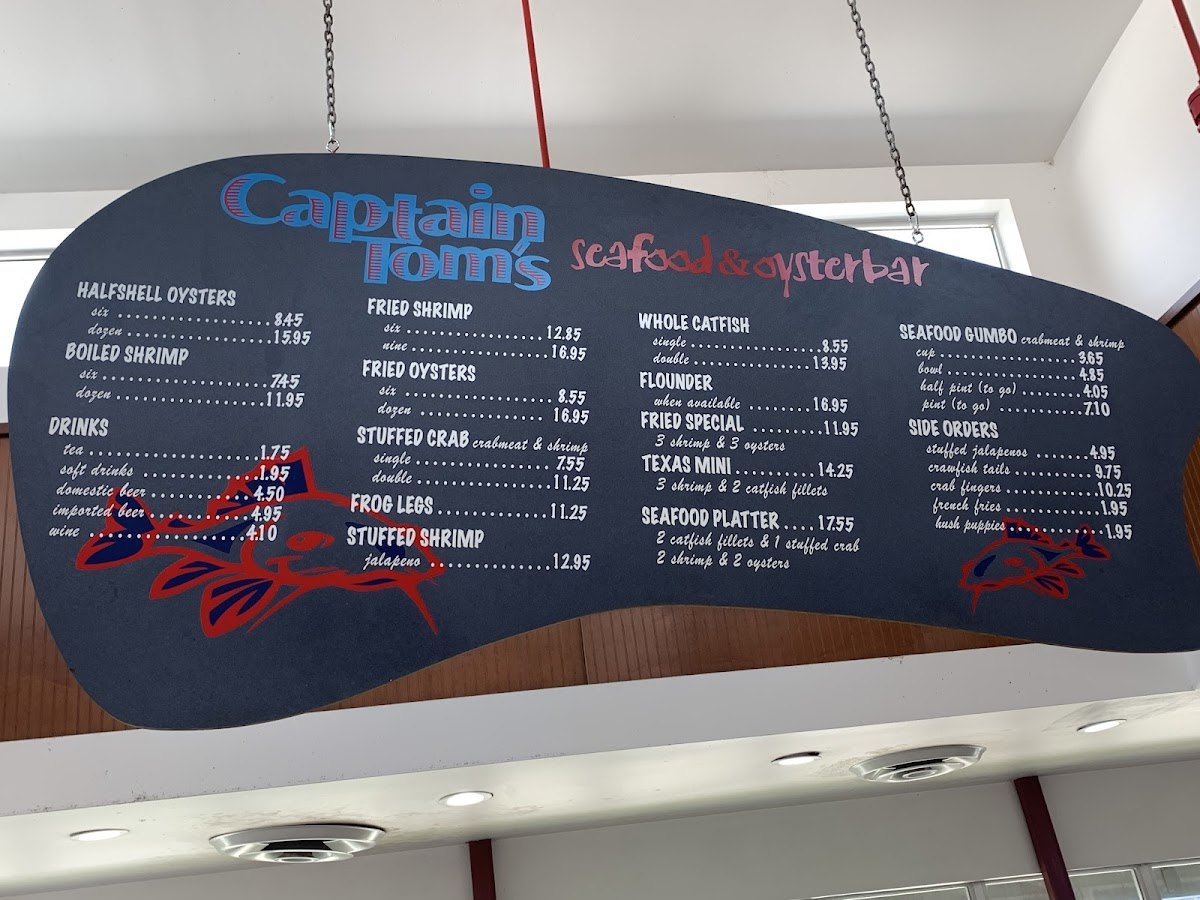 Captain
Tom's
seafood & oysterbar
HALFSHELL OYSTERS
six .................. 8.45
dozen .................. 15.95
BOILED SHRIMP
six .................. 7.45
dozen .................. 11.95
DRINKS
tea .................. 1.75
soft drinks .................. 1.95
domestic beer .................. 4.50
imported beer .................. 4.95
wine .................. 4.10
FRIED SHRIMP
six .................. 12.85
nine .................. 16.95
FRIED OYSTERS
six .................. 8.55
dozen .................. 16.95
STUFFED CRAB crabmeat & shrimp
single .................. 7.55
double .................. 11.25
FROG LEGS .................. 11.25
STUFFED SHRIMP
jalapeno .................. 12.95
WHOLE CATFISH
single .................. 8.55
double .................. 13.95
FLOUNDER
when available ......... 16.95
FRIED SPECIAL ........... 11.95
3 shrimp & 3 oysters
TEXAS MINI ........... 14.25
3 shrimp & 2 catfish fillets
SEAFOOD PLATTER ..... 17.55
2 catfish fillets & 1 stuffed crab
2 shrimp & 2 oysters
SEAFOOD GUMBO crabmeat & shrimp
cup .................. 3.65
bowl .................. 4.85
half pint (to go) ......... 4.05
pint (to go) ........... 7.10
SIDE ORDERS
stuffed jalapenos ....... 4.95
crawfish tails ........... 9.75
crab fingers ........... 10.25
french fries ........... 1.95
hush puppies ........... 1.95